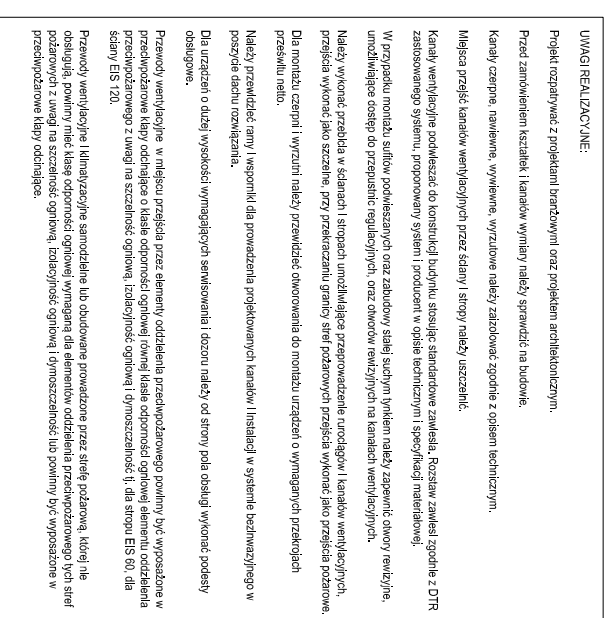 UWAGI REALIZACYJNE:
Projekt rozpatrywać z projektami branżowymi oraz projektem architektonicznym.
Przed zamówieniem kształtek i kanałów wymiary należy sprawdzić na budowie.
Kanały czerpne, nawiewne, wywiewne, wyrzutowe należy zaizolować zgodnie z opisem technicznym.
Miejsca przejść kanałów wentylacyjnych przez ściany i stropy należy uszczelnić.
Kanały wentylacyjne podwieszać do konstrukcji budynku stosując standardowe zawiesia. Rozstaw zawiesi zgodnie z DTR
zastosowanego systemu, proponowany system i producent w opisie technicznym i specyfikacji materiałowej.
W przypadku montażu sufitów podwieszanych oraz zabudowy stałej suchym tynkiem należy zapewnić otwory rewizyjne,
umożliwiające dostęp do przepustnic regulacyjnych, oraz otworów rewizyjnych na kanałach wentylacyjnych.
Należy wykonać przebicia w ścianach i stropach umożliwiające przeprowadzenie rurociągów i kanałów wentylacyjnych,
przejścia wykonać jako szczelne, przy przekraczaniu granicy stref pożarowych przejścia wykonać jako przejścia pożarowe.
Dla montażu czerpni i wyrzutni należy przewidzieć otworowania do montażu urządzeń o wymaganych przekrojach
prześwitu netto.
Należy przewidzieć ramy i wsporniki dla prowadzenia projektowanych kanałów i instalacji w systemie bezinwazyjnego w
poszycie dachu rozwiązania.
Dla urządzeń o dużej wysokości wymagających serwisowania i dozoru należy od strony pola obsługi wykonać podesty
obsługowe.
Przewody wentylacyjne w miejscu przejścia przez elementy oddzielenia przeciwpożarowego powinny być wyposażone w
przeciwpożarowe klapy odcinające o klasie odporności ogniowej równej klasie odporności ogniowej elementu oddzielenia
przeciwpożarowego z uwagi na szczelność ogniową, izolacyjność ogniową i dymoszczelność tj. dla stropu EIS 60, dla
ściany EIS 120.
Przewody wentylacyjne i klimatyzacyjne samodzielne lub obudowane prowadzone przez strefę pożarową, której nie
obsługują, powinny mieć klasę odporności ogniowej wymaganą dla elementów oddzielenia przeciwpożarowego tych stref
pożarowych z uwagi na szczelność ogniową, izolacyjność ogniową i dymoszczelność lub powinny być wyposażone w
przeciwpożarowe klapy odcinające.